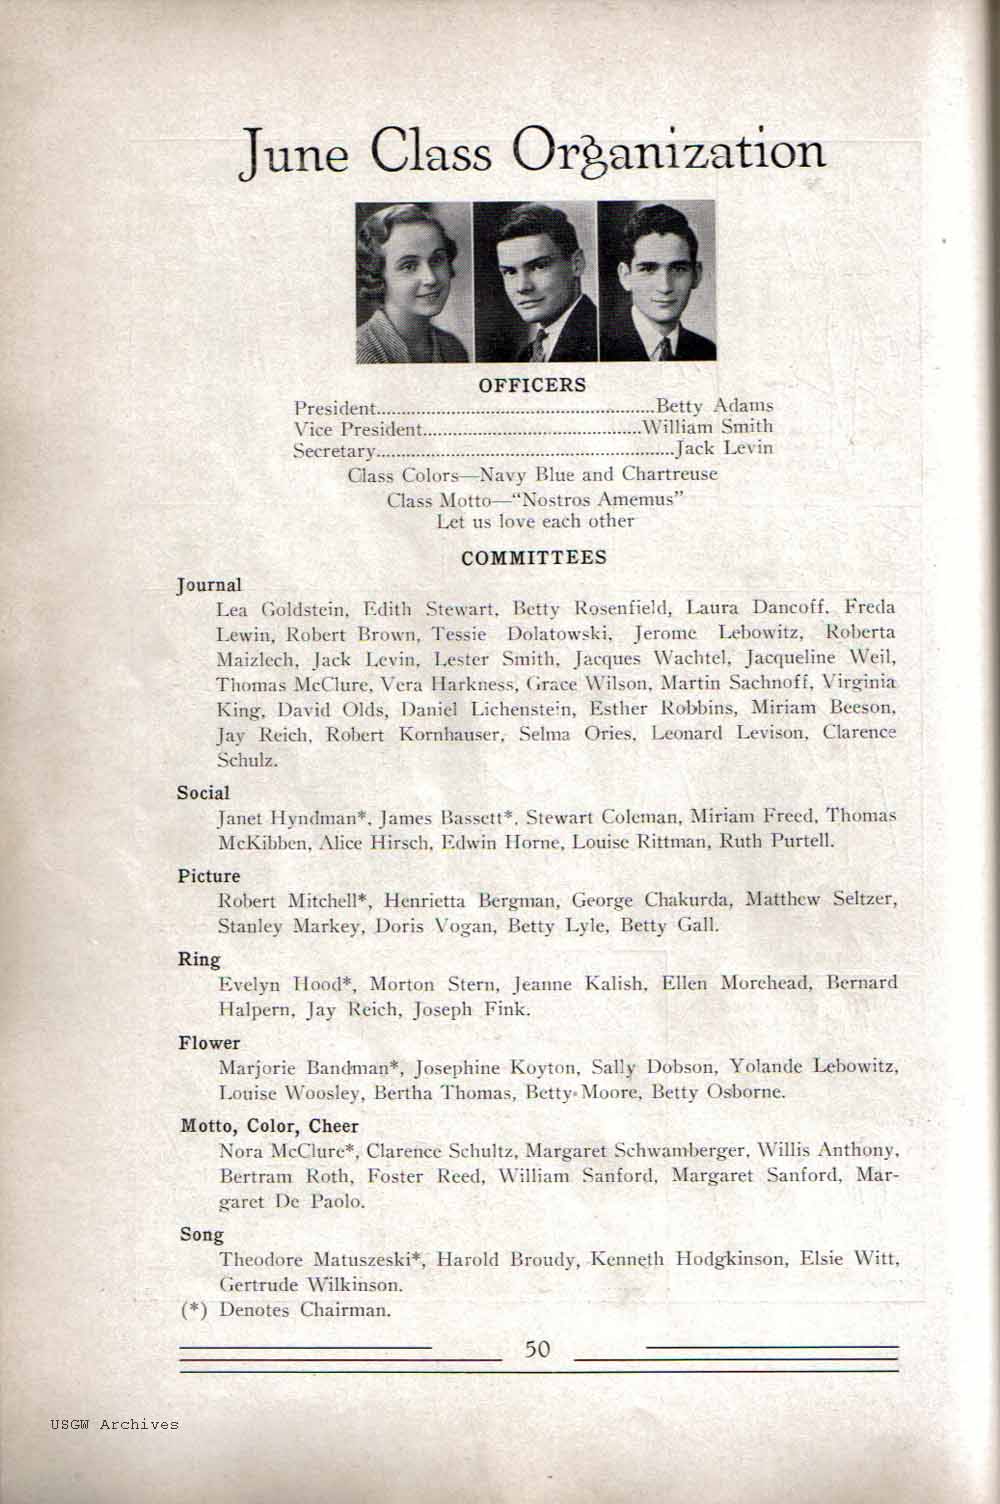 June Class Organization
OFFICERS
President......................................................Betty Adams
Vice President..........................................William Smith
Secretary..........................................................Jack Levin
Class Colors—Navy Blue and Chartreuse
Class Motto—“Nostros Amemus”
Let us love each other
COMMITTEES
Journal
Lea Goldstein, Edith Stewart, Betty Rosenfield, Laura Dancoff, Freda
Lewin, Robert Brown, Tessie Dolatowski, Jerome Lebowitz, Roberta
Maizlech, Jack Levin, Lester Smith, Jacques Wachtel, Jacqueline Weil,
Thomas McClure, Vera Harkness, Grace Wilson, Martin Sachnoff, Virginia
King, David Olds, Daniel Lichenstein, Esther Robbins, Miriam Beeson,
Jay Reich, Robert Kornhauser, Selma Ories, Leonard Levison, Clarence
Schulz.
Social
Janet Hyndman*, James Bassett*, Stewart Coleman, Miriam Freed, Thomas
McKibben, Alice Hirsch, Edwin Horne, Louise Rittman, Ruth Purtell.
Picture
Robert Mitchell*, Henrietta Bergman, George Chakurda, Matthew Seltzer,
Stanley Markey, Doris Vogan, Betty Lyle, Betty Gall.
Ring
Evelyn Hood*, Morton Stern, Jeanne Kalish, Ellen Morehead, Bernard
Halpern, Jay Reich, Joseph Fink.
Flower
Marjorie Bandman*, Josephine Koyton, Sally Dobson, Yolande Lebowitz,
Louise Woosley, Bertha Thomas, Betty Moore, Betty Osborne.
Motto, Color, Cheer
Nora McClure*, Clarence Schultz, Margaret Schwamberger, Willis Anthony,
Bertram Roth, Foster Reed, William Sanford, Margaret Sanford, Mar-
garet De Paolo.
Song
Theodore Matuszeski*, Harold Broudy, Kenneth Hodgkinson, Elsie Witt,
Gertrude Wilkinson.
(*) Denotes Chairman.
50
USGW Archives